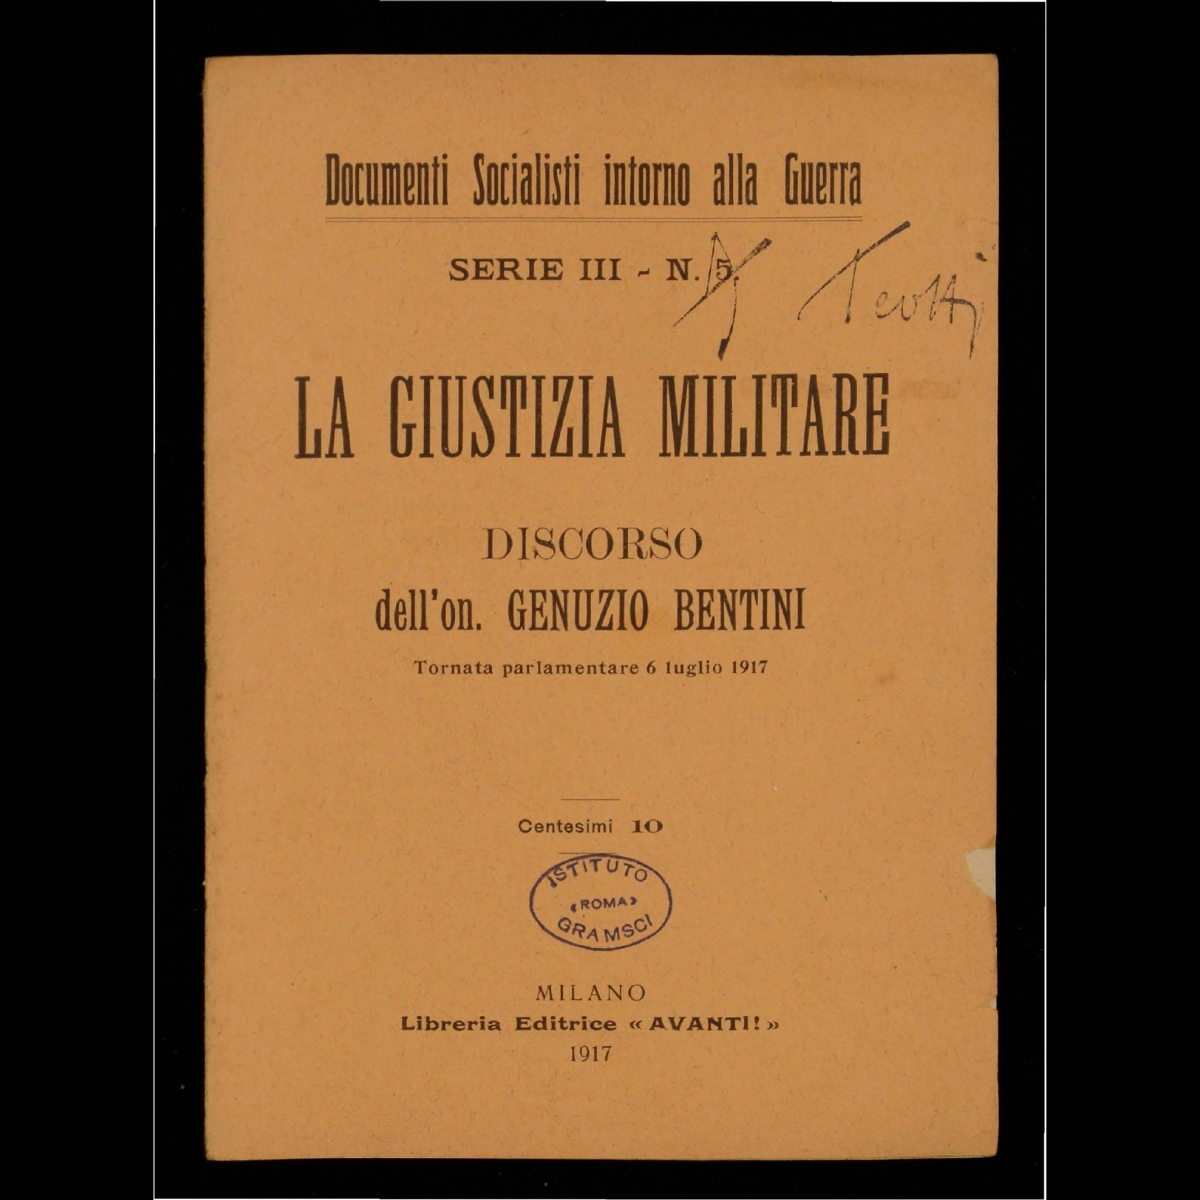 Documenti Socialisti intorno alla Guerra
SERIE III - N. 5.
LA GIUSTIZIA MILITARE
DISCORSO
dell'on. GENUZIO BENTINI
Tornata parlamentare 6 luglio 1917
Centesimi 10
ISTITUTO
«ROMA»
GRAMSCI
MILANO
Libreria Editrice « AVANTI! »
1917